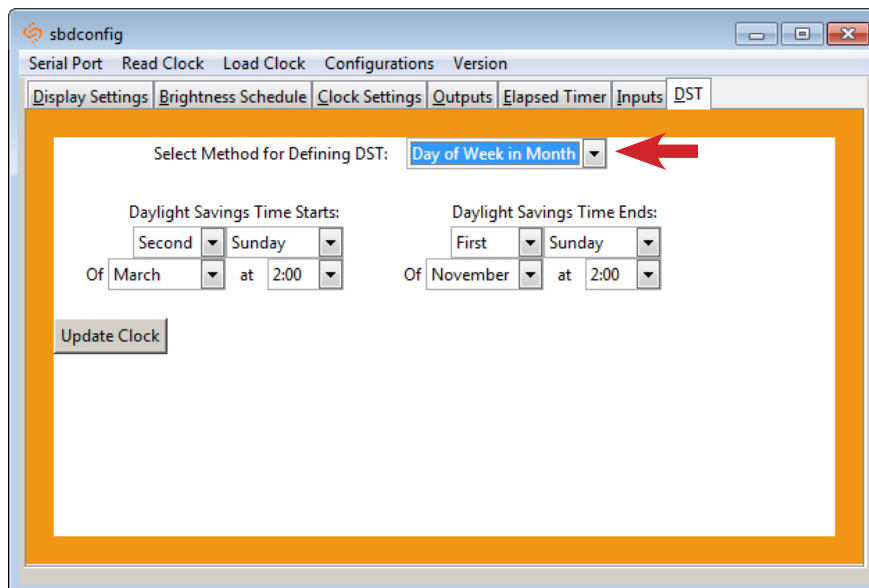 sbdconfig
Serial Port Read Clock Load Clock Configurations Version
Display Settings Brightness Schedule Clock Settings Outputs Elapsed Timer Inputs DST
Select Method for Defining DST: Day of Week in Month
Daylight Savings Time Starts: Daylight Savings Time Ends:
Second Sunday First Sunday
Of March at 2:00 Of November at 2:00
Update Clock